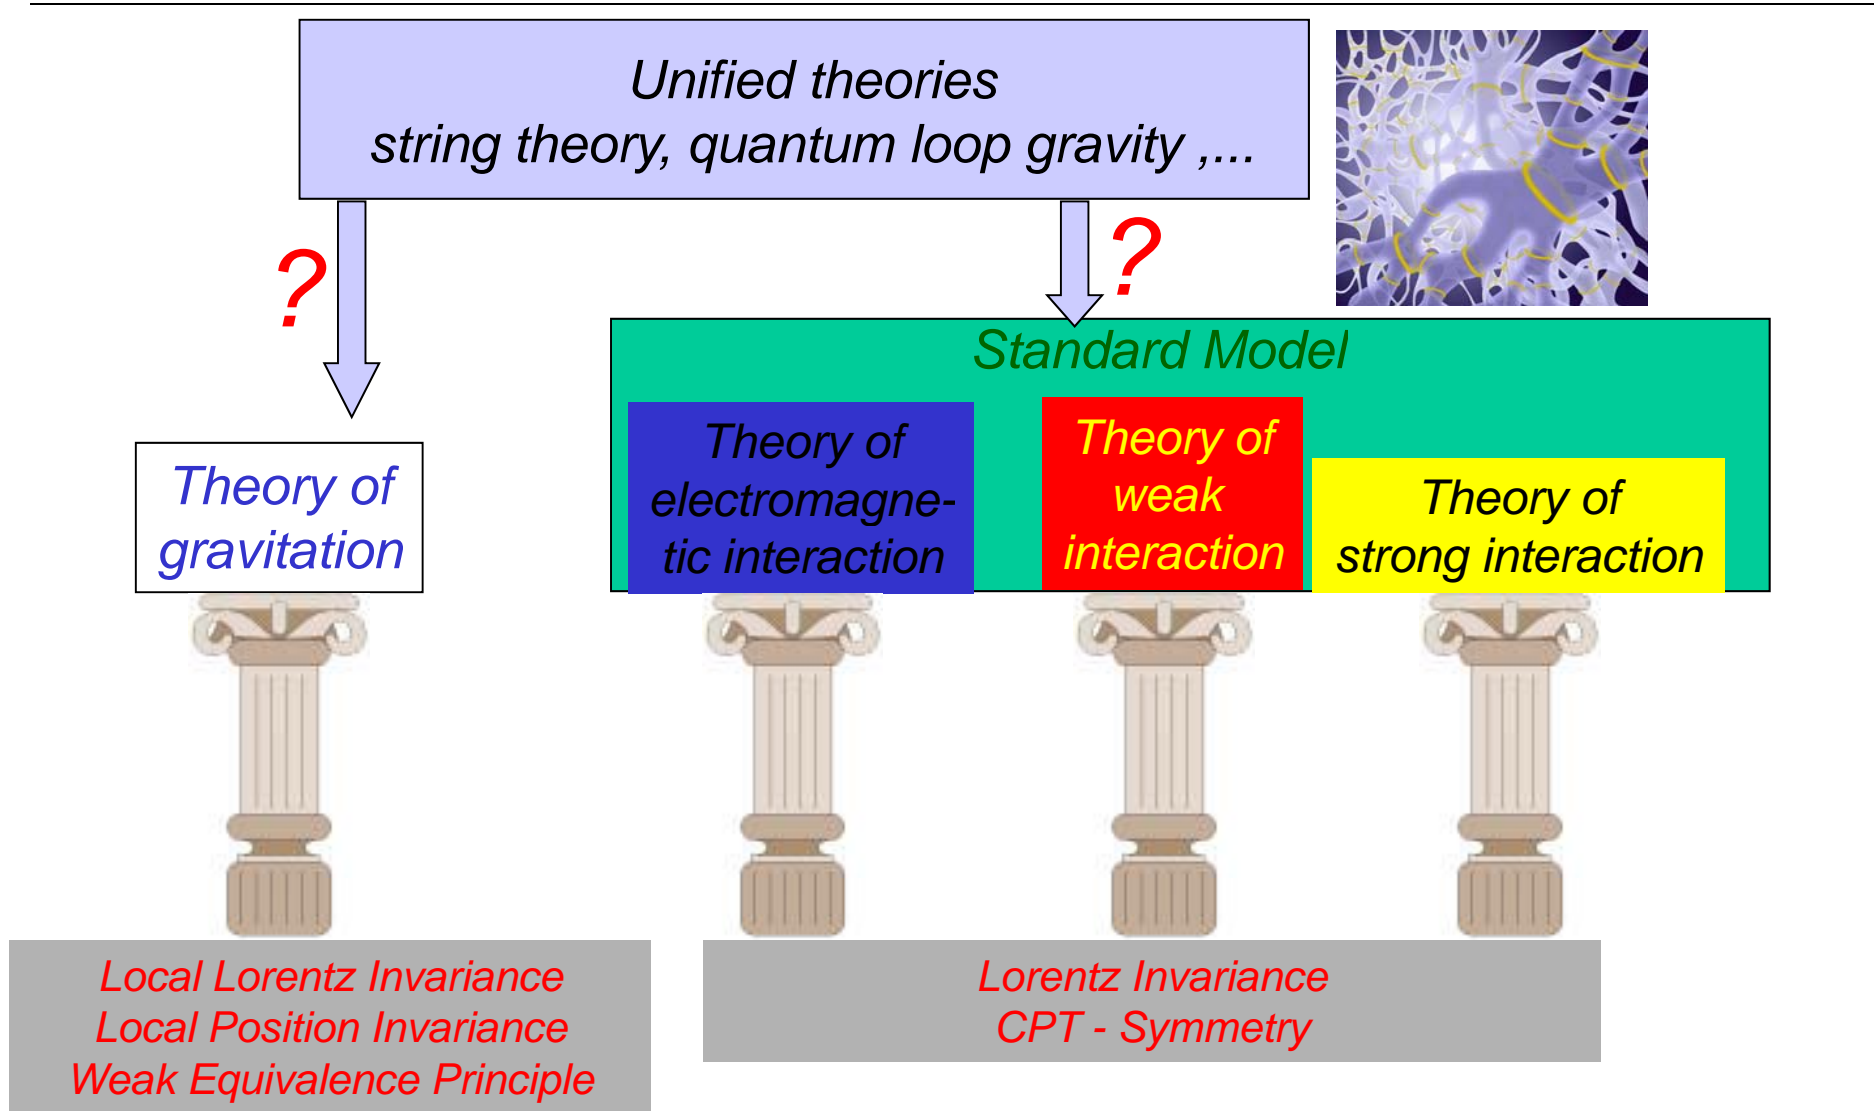 Unified theories
string theory, quantum loop gravity ,...
?
?
Standard Model
Theory of
gravitation
Theory of
electromagne-
tic interaction
Theory of
weak
interaction
Theory of
strong interaction
Local Lorentz Invariance
Local Position Invariance
Weak Equivalence Principle
Lorentz Invariance
CPT - Symmetry